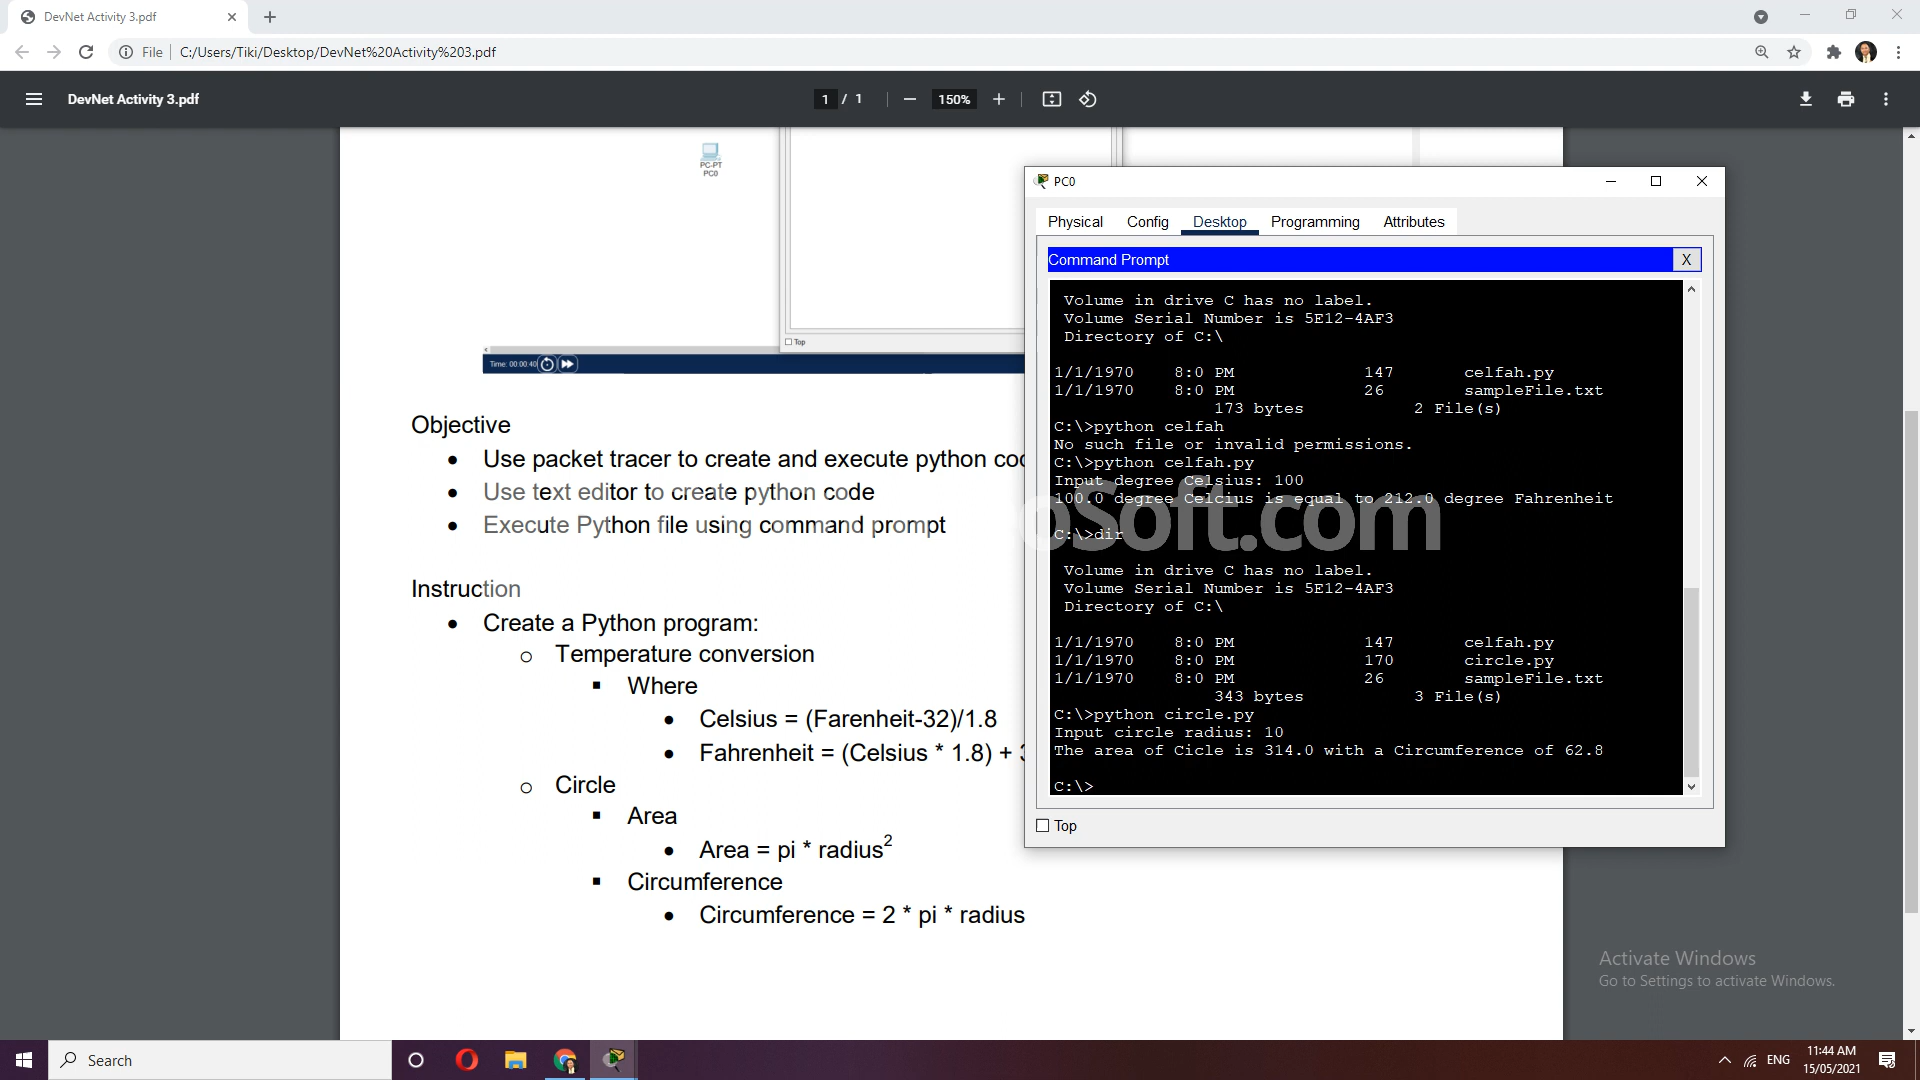 DevNet Activity 3.pdf
File
C:/Users/Tiki/Desktop/DevNet%20Activity%203.pdf
DevNet Activity 3.pdf
1 / 1
150%
PC-PT
PC0
Top
Time: 00:00:40
Objective
• Use packet tracer to create and execute python
• Use text editor to create python code
• Execute Python file using command prompt
Instruction
• Create a Python program:
o Temperature conversion
▪ Where
• Celsius = (Farenheit-32)/1.8
• Fahrenheit = (Celsius * 1.8) +
o Circle
▪ Area
• Area = pi * radius2
▪ Circumference
• Circumference = 2 * pi * radius
PC0
Physical Config Desktop Programming Attributes
Command Prompt
X
Volume in drive C has no label.
Volume Serial Number is 5E12-4AF3
Directory of C:\
1/1/1970 8:0 PM 147 celfah.py
1/1/1970 8:0 PM 26 sampleFile.txt
173 bytes 2 File(s)
C:\>python celfah
No such file or invalid permissions.
C:\>python celfah.py
Input degree Celsius: 100
100.0 degree Celcius is equal to 212.0 degree Fahrenheit
C:\>dir
Volume in drive C has no label.
Volume Serial Number is 5E12-4AF3
Directory of C:\
1/1/1970 8:0 PM 147 celfah.py
1/1/1970 8:0 PM 170 circle.py
1/1/1970 8:0 PM 26 sampleFile.txt
343 bytes 3 File(s)
C:\>python circle.py
Input circle radius: 10
The area of Cicle is 314.0 with a Circumference of 62.8
C:\>
Top
oSoft.com
Activate Windows
Go to Settings to activate Windows.
Search
ENG
11:44 AM
15/05/2021